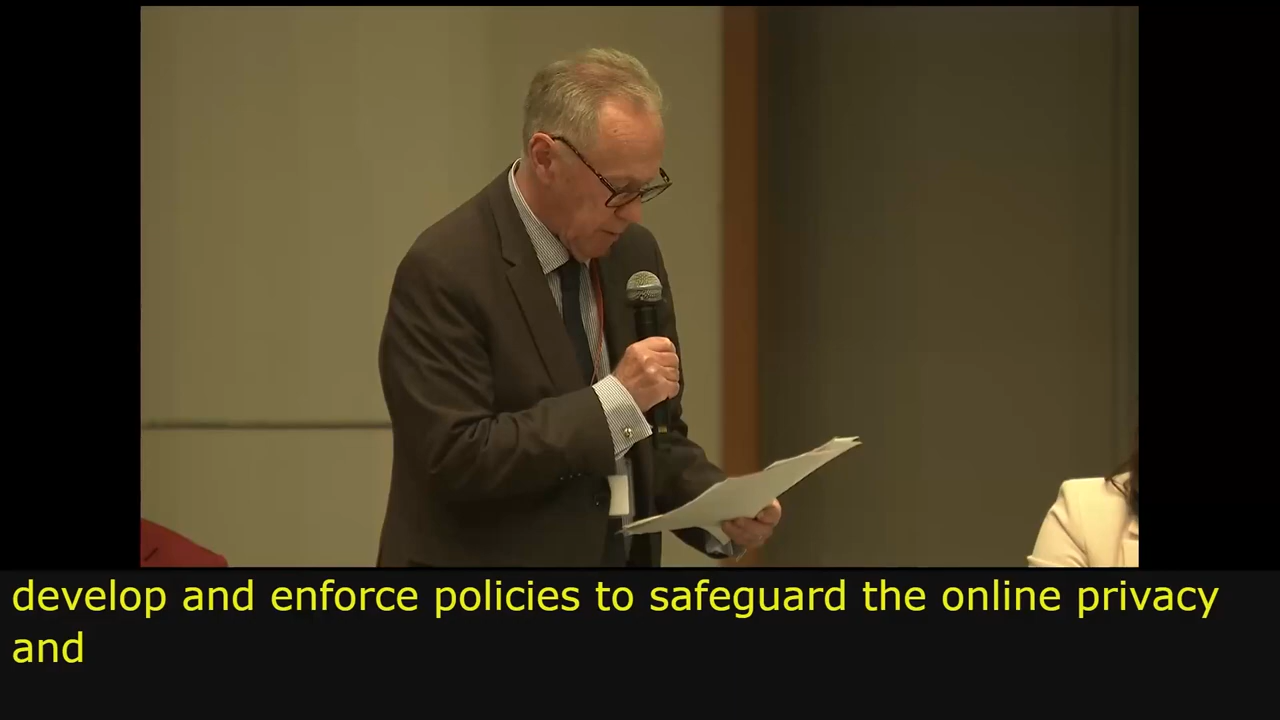 develop and enforce policies to safeguard the online privacy
and